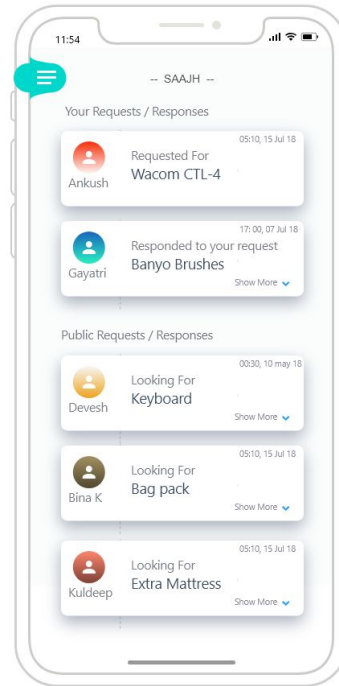 11:54
-- SAAJH --
Your Requests / Responses
05:10, 15 Jul 18
Requested For
Ankush
Wacom CTL-4
17: 00, 07 Jul 18
Responded to your request
Gayatri
Banyo Brushes
Show More
Public Requests / Responses
00:30, 10 may 18
Looking For
Devesh
Keyboard
Show More
05:10, 15 Jul 18
Looking For
Bina K
Bag pack
Show More
05:10, 15 Jul 18
Looking For
Kuldeep
Extra Mattress
Show More